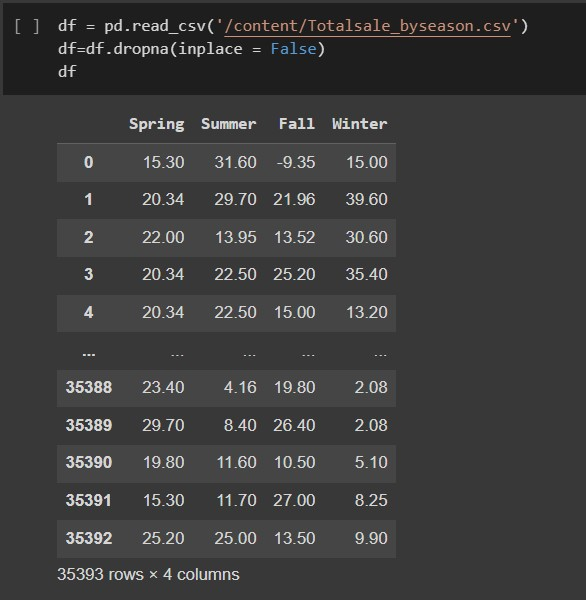 [ ] df = pd.read_csv('/content/Totalsale_byseason.csv')
df=df.dropna(inplace = False)
df
Spring Summer Fall Winter
0 15.30 31.60 -9.35 15.00
1 20.34 29.70 21.96 39.60
2 22.00 13.95 13.52 30.60
3 20.34 22.50 25.20 35.40
4 20.34 22.50 15.00 13.20
... ... ... ... ...
35388 23.40 4.16 19.80 2.08
35389 29.70 8.40 26.40 2.08
35390 19.80 11.60 10.50 5.10
35391 15.30 11.70 27.00 8.25
35392 25.20 25.00 13.50 9.90
35393 rows × 4 columns